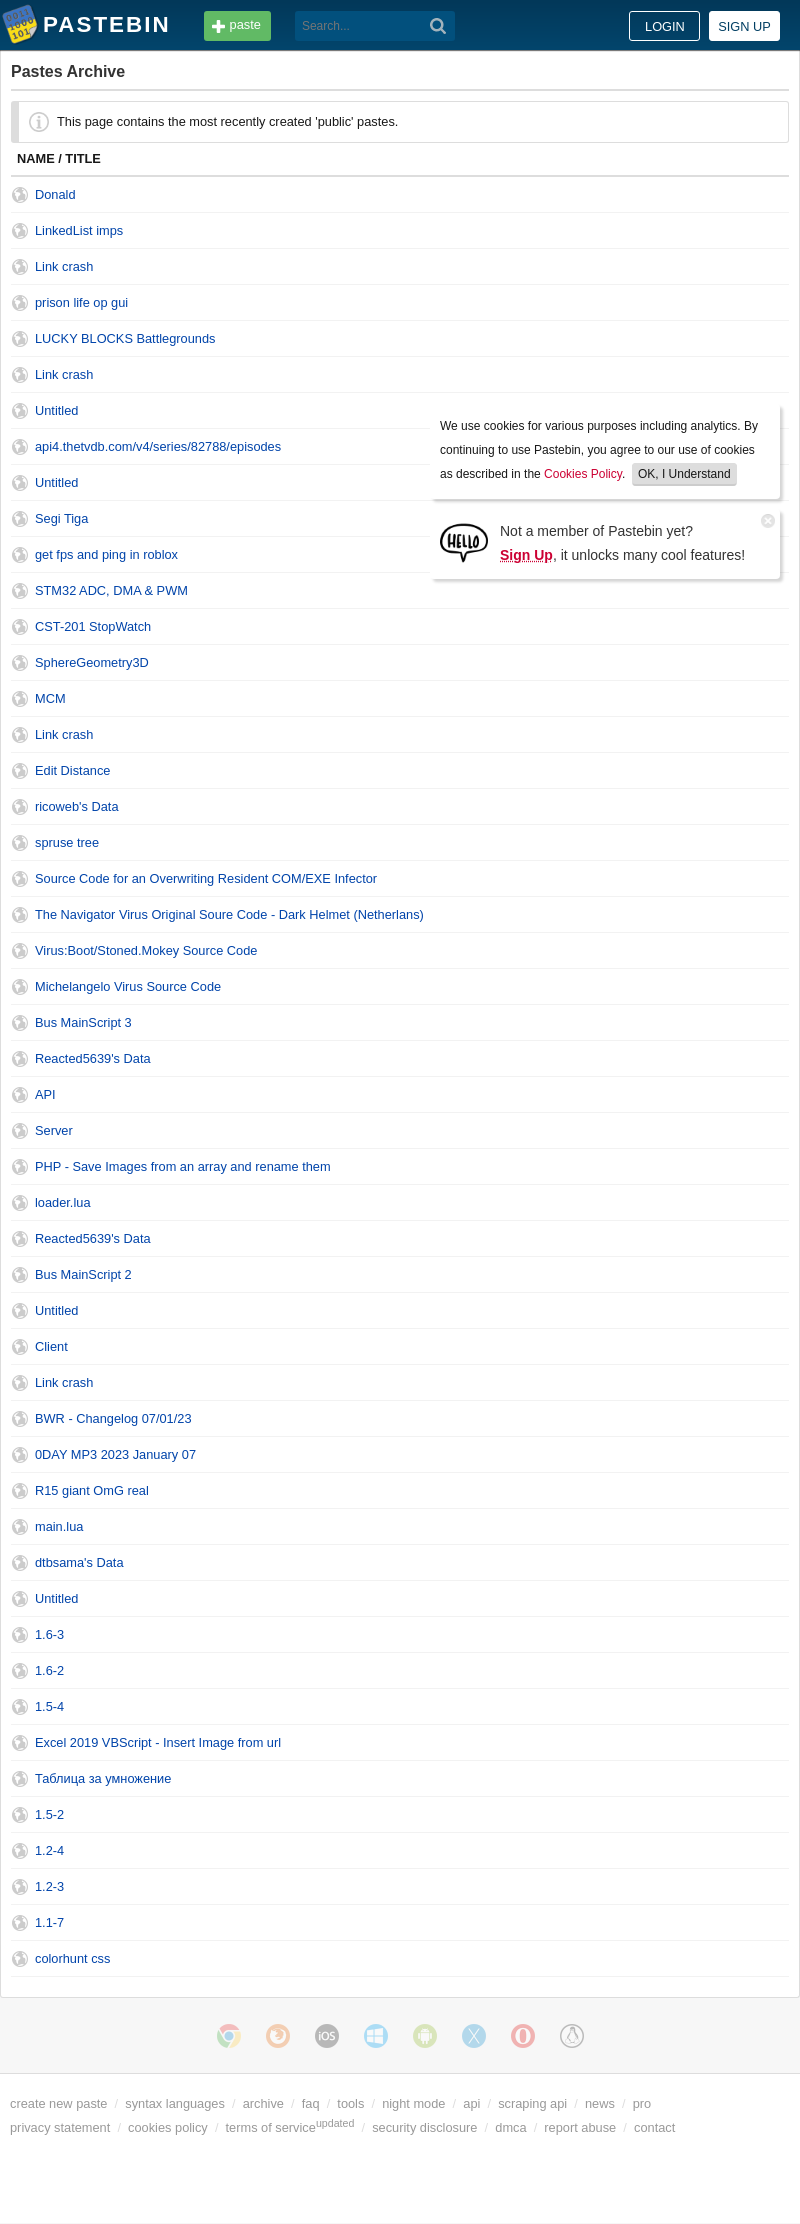 PASTEBIN paste Search... LOGIN SIGN UP
Pastes Archive
This page contains the most recently created 'public' pastes.
NAME / TITLE
Donald
LinkedList imps
Link crash
prison life op gui
LUCKY BLOCKS Battlegrounds
Link crash
Untitled
api4.thetvdb.com/v4/series/82788/episodes
Untitled
Segi Tiga
get fps and ping in roblox
We use cookies for various purposes including analytics. By
continuing to use Pastebin, you agree to our use of cookies
as described in the Cookies Policy. OK, I Understand
HELLO
Not a member of Pastebin yet?
Sign Up, it unlocks many cool features!
STM32 ADC, DMA & PWM
CST-201 StopWatch
SphereGeometry3D
MCM
Link crash
Edit Distance
ricoweb's Data
spruse tree
Source Code for an Overwriting Resident COM/EXE Infector
The Navigator Virus Original Soure Code - Dark Helmet (Netherlans)
Virus:Boot/Stoned.Mokey Source Code
Michelangelo Virus Source Code
Bus MainScript 3
Reacted5639's Data
API
Server
PHP - Save Images from an array and rename them
loader.lua
Reacted5639's Data
Bus MainScript 2
Untitled
Client
Link crash
BWR - Changelog 07/01/23
0DAY MP3 2023 January 07
R15 giant OmG real
main.lua
dtbsama's Data
Untitled
1.6-3
1.6-2
1.5-4
Excel 2019 VBScript - Insert Image from url
Таблица за умножение
1.5-2
1.2-4
1.2-3
1.1-7
colorhunt css
iOS
create new paste / syntax languages / archive / faq / tools / night mode / api / scraping api / news / pro
privacy statement / cookies policy / terms of service updated / security disclosure / dmca / report abuse / contact